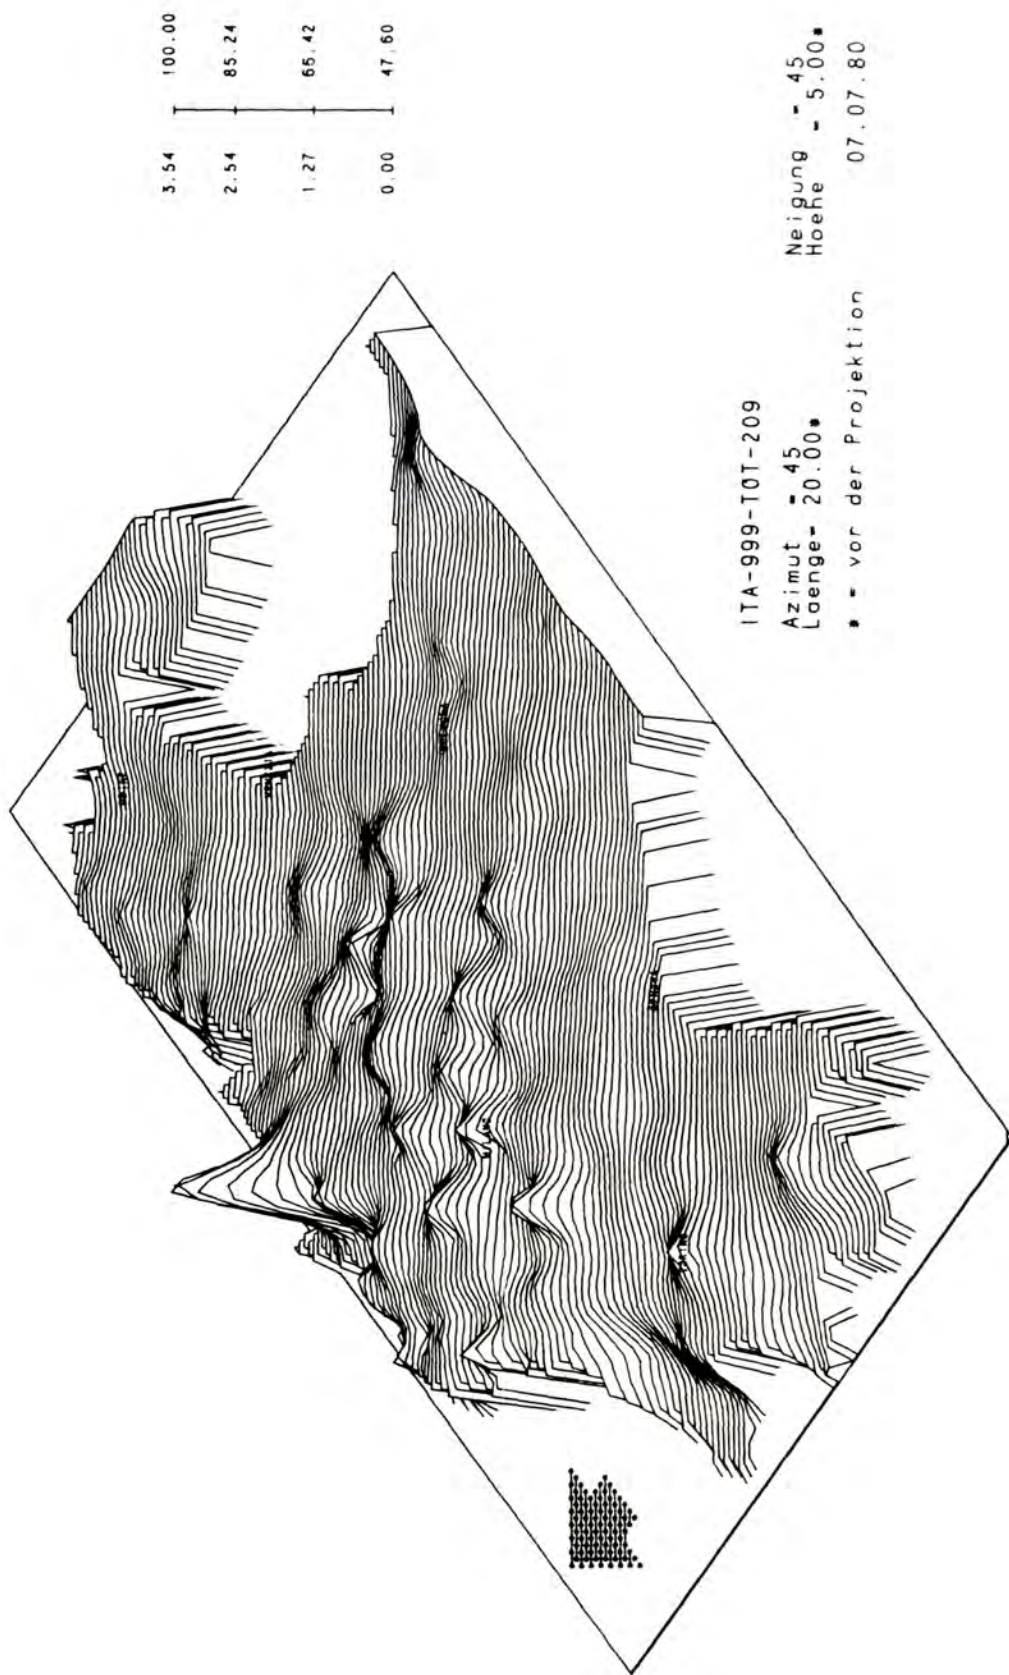 3.54 100.00
2.54 85.24
1.27 65.42
0.00 47.60
ITA-999-TOT-209
Azimut = 45 Neigung = 45
Laenge= 20.00* Hoehe = 5.00*
* = vor der Projektion 07.07.80